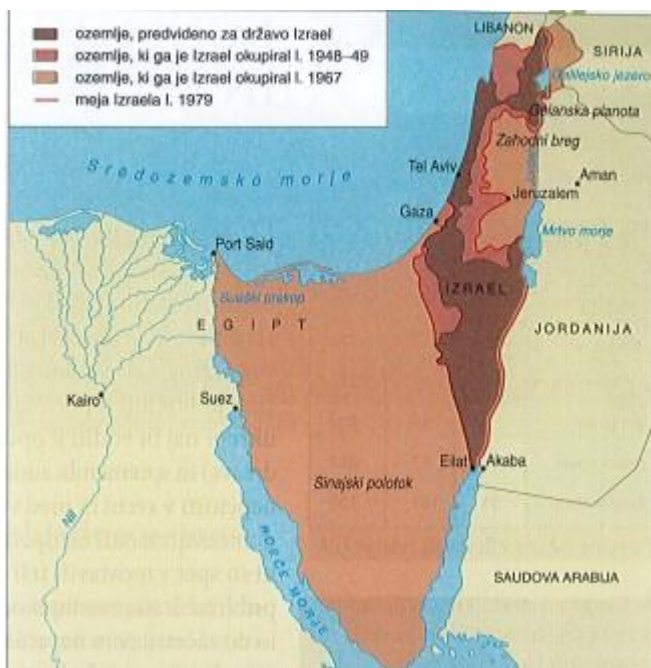 ozemlje, predvideno za državo Izrael
ozemlje, ki ga je Izrael okupiral l. 1948–49
ozemlje, ki ga je Izrael okupiral l. 1967
meja Izraela l. 1979
LIBANON
SIRIJA
Galilejsko jezero
Golanska planota
Zahodni breg
Sredozemsko morje
Tel Aviv
Aman
Jeruzalem
Gaza
Mrtvo morje
Port Said
IZRAEL
Sueški prekop
EGIPT
JORDANIJA
Kairo
Suez
Eilat
Akaba
Sinajski polotok
Nil
SAUDOVA ARABIJA